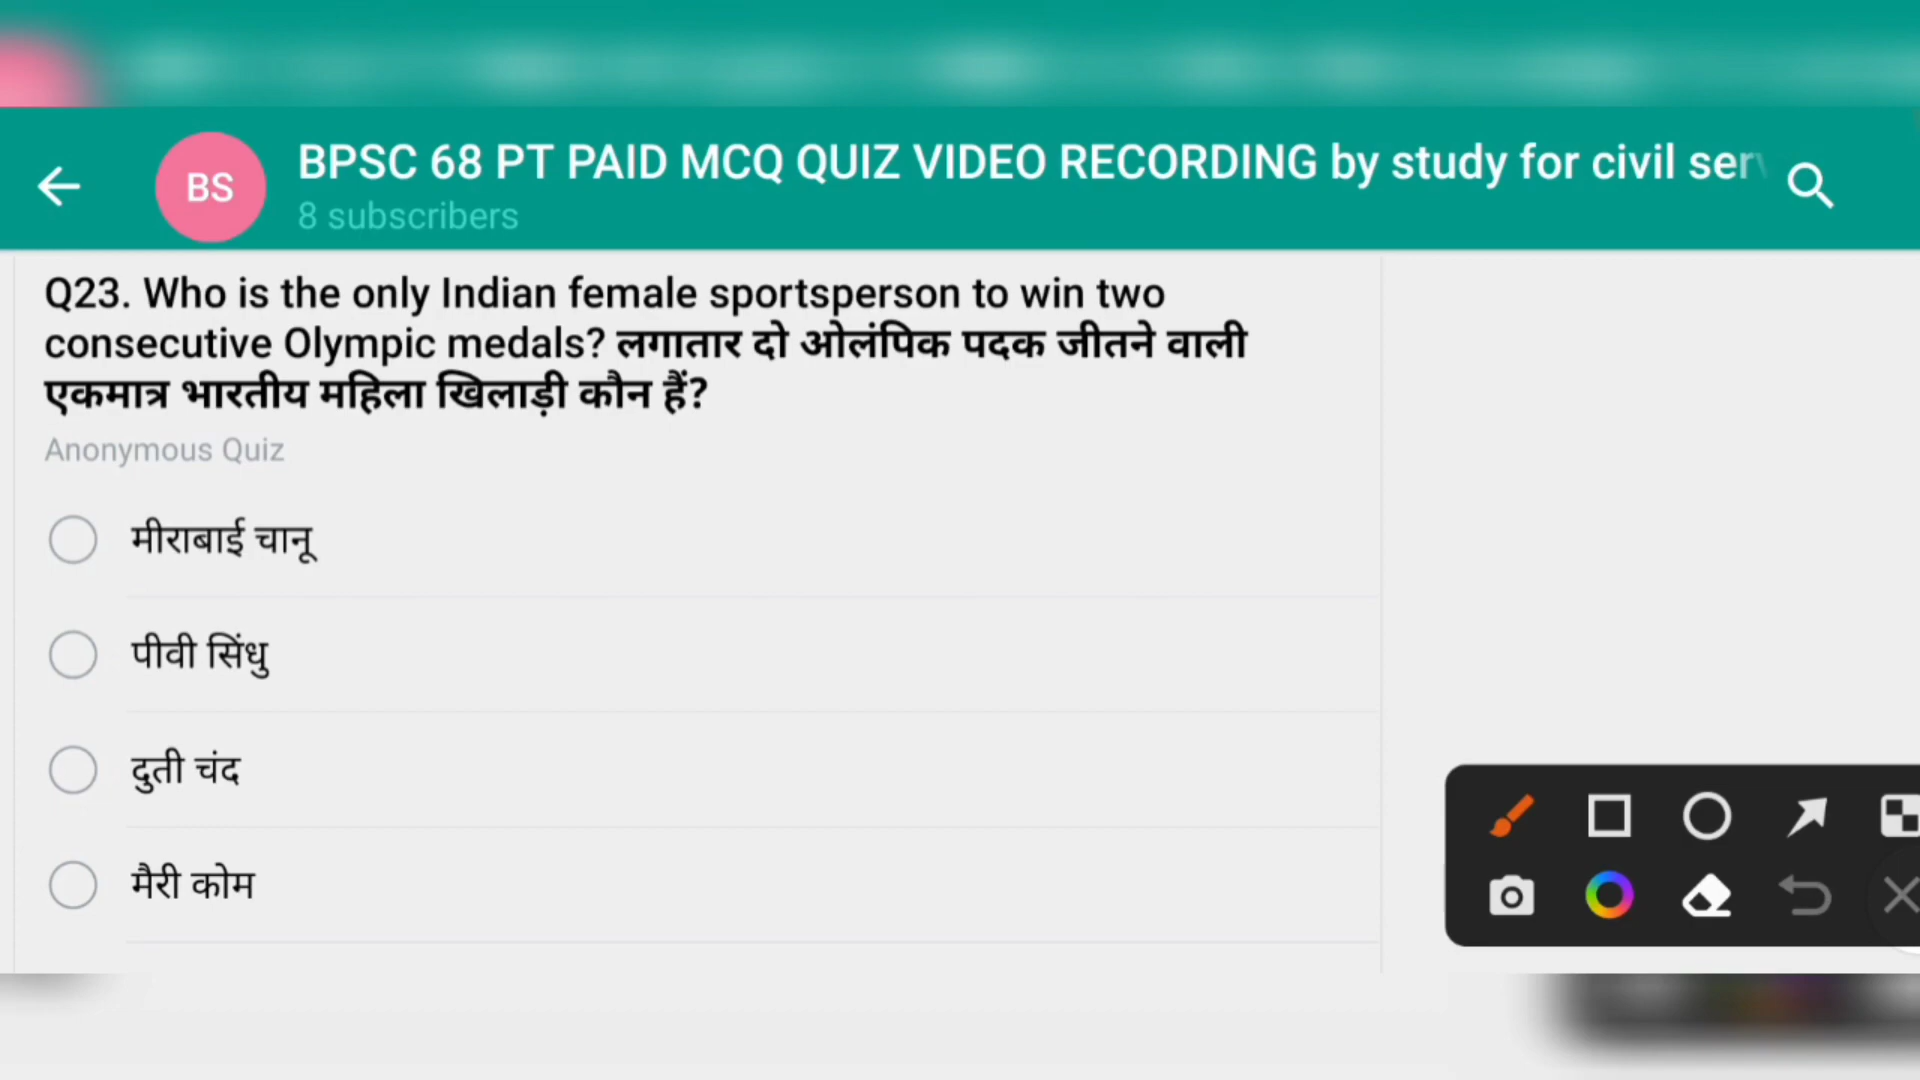 BS
BPSC 68 PT PAID MCQ QUIZ VIDEO RECORDING by study for civil
8 subscribers
Q23. Who is the only Indian female sportsperson to win two
consecutive Olympic medals? लगातार दो ओलंपिक पदक जीतने वाली
एकमात्र भारतीय महिला खिलाड़ी कौन हैं?
Anonymous Quiz
मीराबाई चानू
पीवी सिंधु
दुती चंद
मैरी कोम